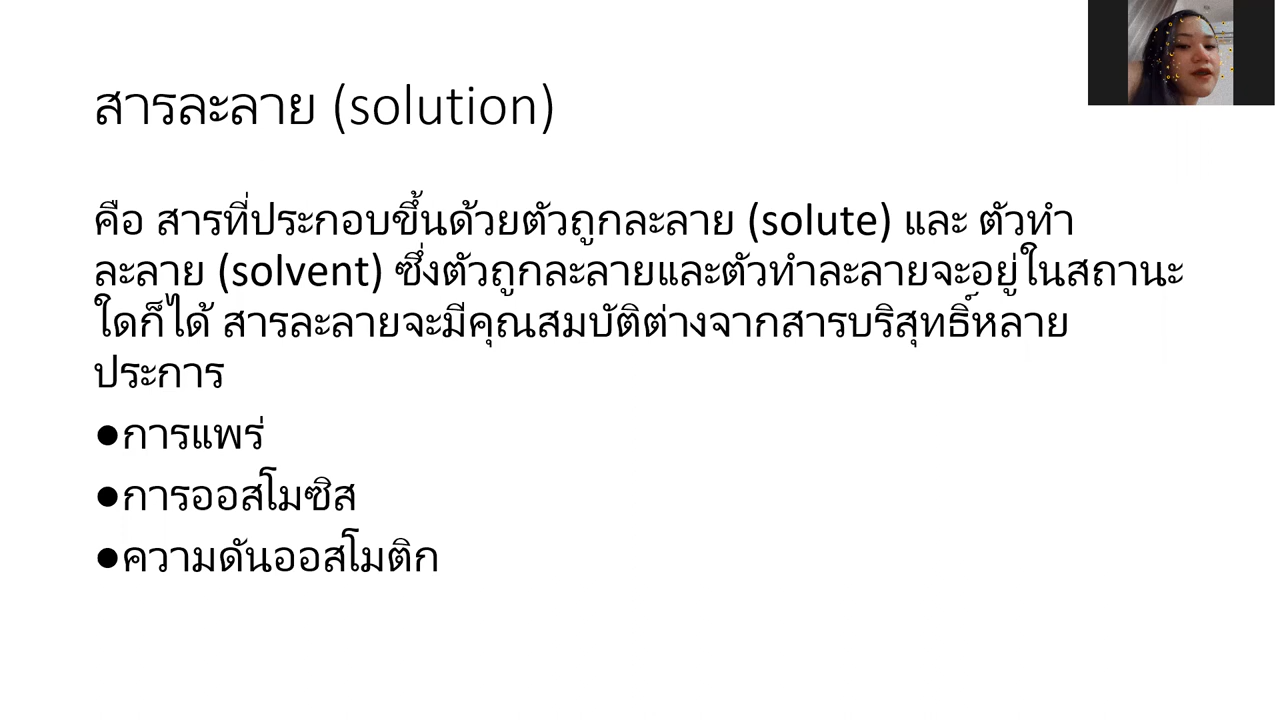 สารละลาย (solution)
คือ สารที่ประกอบขึ้นด้วยตัวถูกละลาย (solute) และ ตัวทำ
ละลาย (solvent) ซึ่งตัวถูกละลายและตัวทำละลายจะอยู่ในสถานะ
ใดก็ได้ สารละลายจะมีคุณสมบัติต่างจากสารบริสุทธิ์หลาย
ประการ
●การแพร่
●การออสโมซิส
●ความดันออสโมติก